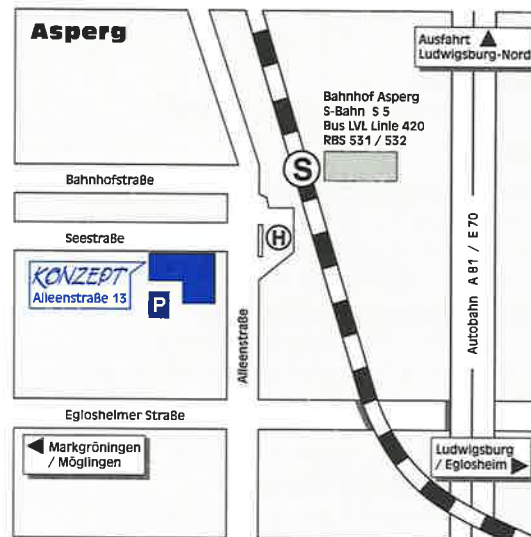 Asperg
Ausfahrt ▲
Ludwigsburg-Nord
Bahnhof Asperg
S-Bahn S 5
Bus LVL Linie 420
RBS 531 / 532
S
Bahnhofstraße
Seestraße
H
KONZEPT
Alleenstraße 13
P
Alleenstraße
Autobahn A 81 / E 70
Eglosheimer Straße
◀ Markgröningen
/ Möglingen
Ludwigsburg
/ Eglosheim ▶